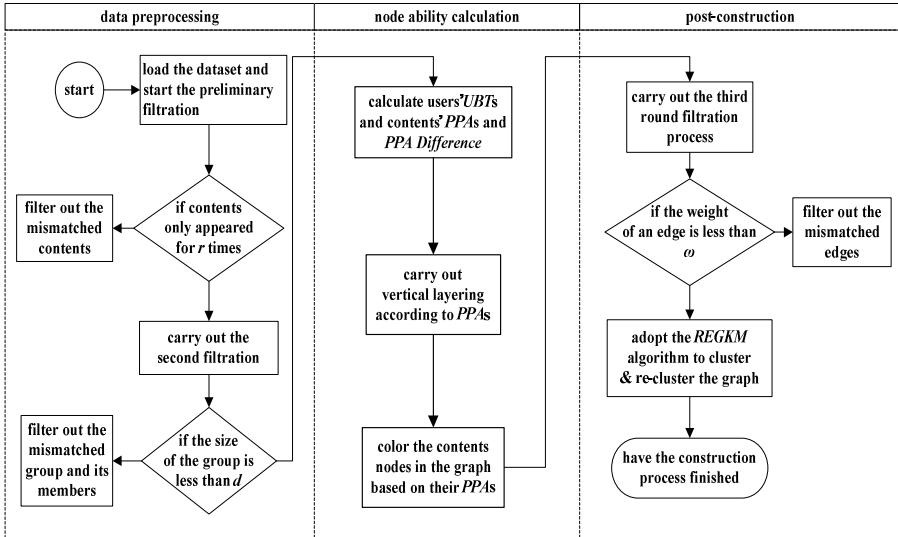 data preprocessing
node ability calculation
post-construction
start
load the dataset and
start the preliminary
filtration
if contents
only appeared
for r times
filter out the
mismatched
contents
carry out the
second filtration
if the size
of the group is
less than d
filter out the
mismatched
group and its
members
calculate users'UBTs
and contents'PPAs and
PPA Difference
carry out
vertical layering
according to PPAs
color the contents
nodes in the graph
based on their PPAs
carry out the third
round filtration
process
if the weight
of an edge is less than
ω
filter out the
mismatched
edges
adopt the REGKM
algorithm to cluster
& re-cluster the graph
have the construction
process finished